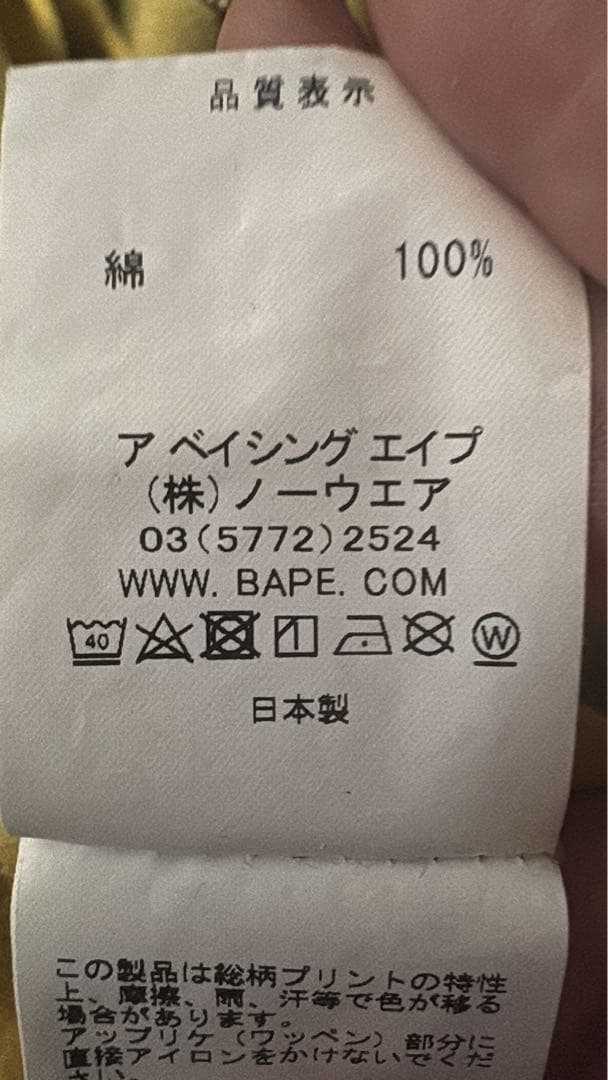 品質表示
綿 100%
ア ベイシング エイプ
(株)ノーウエア
03(5772)2524
WWW. BAPE. COM
40 W
日本製
この製品は総柄プリントの特性
上、摩擦、雨、汗等で色が移る
場合があります。
アップリケ(ワッペン)部分に
直接アイロンをかけないでくだ
さい。